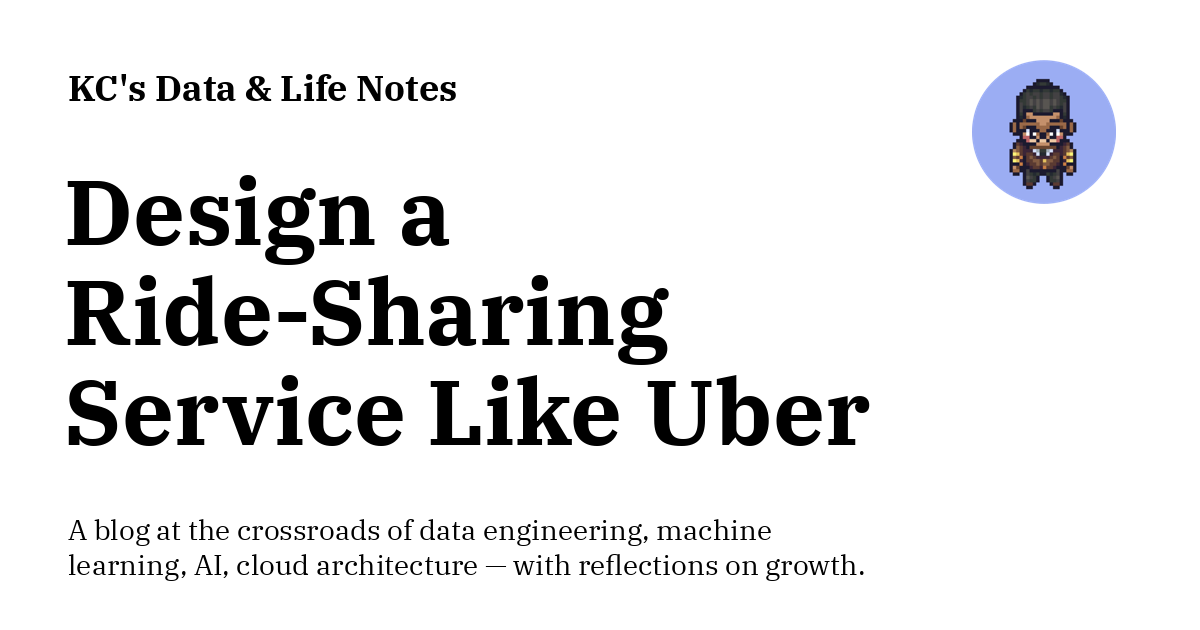 KC's Data & Life Notes
Design a
Ride-Sharing
Service Like Uber
A blog at the crossroads of data engineering, machine
learning, AI, cloud architecture — with reflections on growth.